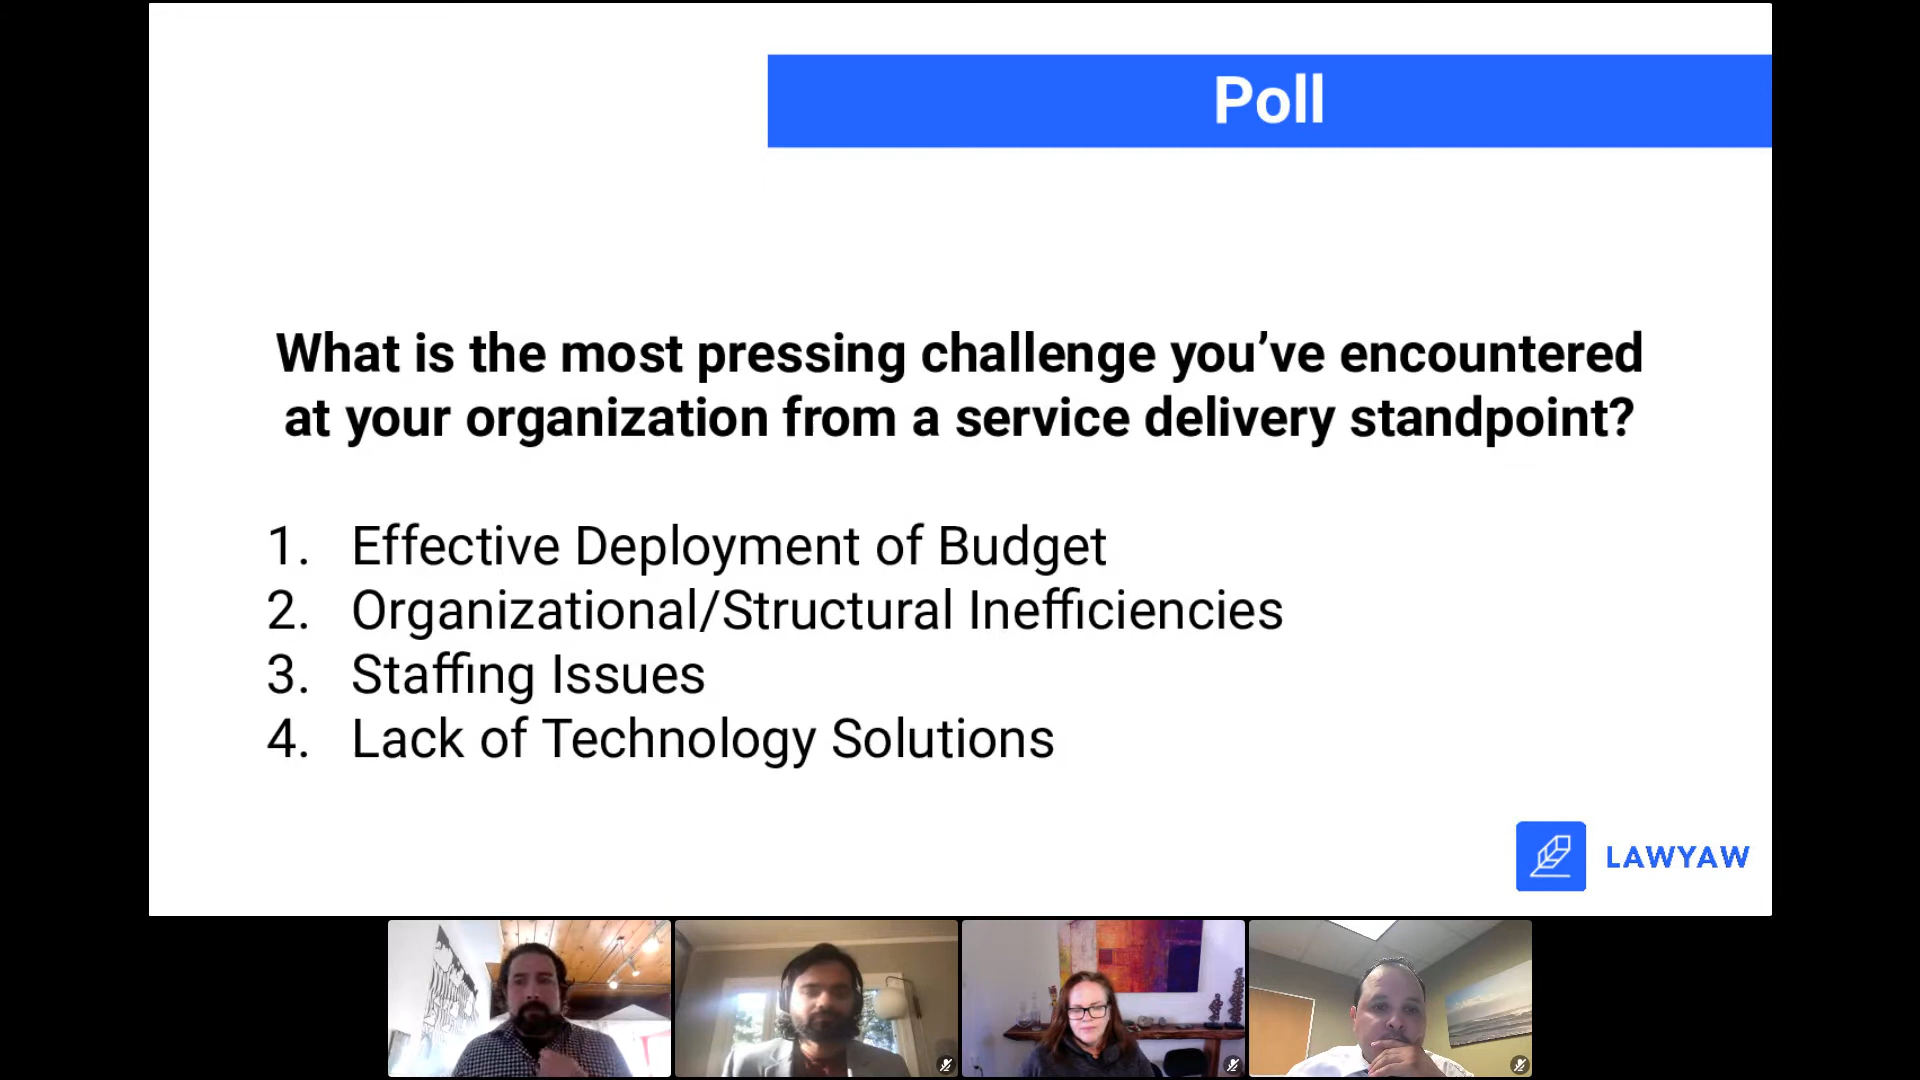 Poll
What is the most pressing challenge you’ve encountered
at your organization from a service delivery standpoint?
1. Effective Deployment of Budget
2. Organizational/Structural Inefficiencies
3. Staffing Issues
4. Lack of Technology Solutions
LAWYAW